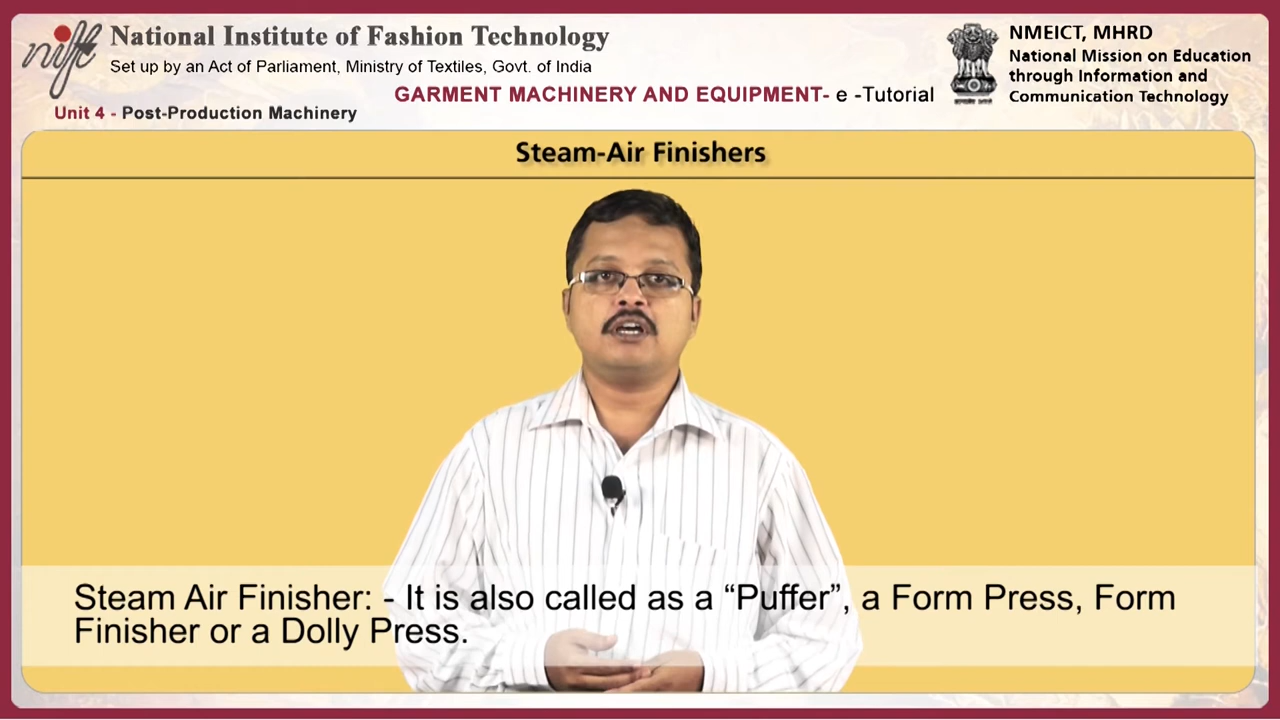 nift
National Institute of Fashion Technology
Set up by an Act of Parliament, Ministry of Textiles, Govt. of India
GARMENT MACHINERY AND EQUIPMENT- e -Tutorial
Unit 4 - Post-Production Machinery
NMEICT, MHRD
National Mission on Education
through Information and
Communication Technology
Steam-Air Finishers
Steam Air Finisher: - It is also called as a “Puffer”, a Form Press, Form
Finisher or a Dolly Press.